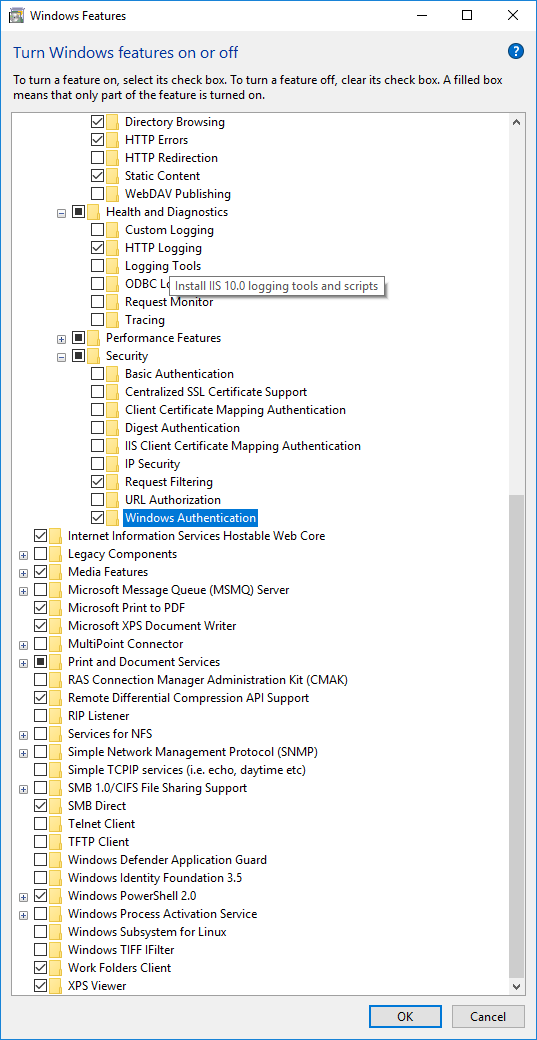 Windows Features
Turn Windows features on or off
?
To turn a feature on, select its check box. To turn a feature off, clear its check box. A filled box
means that only part of the feature is turned on.
Directory Browsing
HTTP Errors
HTTP Redirection
Static Content
WebDAV Publishing
Health and Diagnostics
Custom Logging
HTTP Logging
Logging Tools
ODBC
Install IIS 10.0 logging tools and scripts
Request Monitor
Tracing
Performance Features
Security
Basic Authentication
Centralized SSL Certificate Support
Client Certificate Mapping Authentication
Digest Authentication
IIS Client Certificate Mapping Authentication
IP Security
Request Filtering
URL Authorization
Windows Authentication
Internet Information Services Hostable Web Core
Legacy Components
Media Features
Microsoft Message Queue (MSMQ) Server
Microsoft Print to PDF
Microsoft XPS Document Writer
MultiPoint Connector
Print and Document Services
RAS Connection Manager Administration Kit (CMAK)
Remote Differential Compression API Support
RIP Listener
Services for NFS
Simple Network Management Protocol (SNMP)
Simple TCPIP services (i.e. echo, daytime etc)
SMB 1.0/CIFS File Sharing Support
SMB Direct
Telnet Client
TFTP Client
Windows Defender Application Guard
Windows Identity Foundation 3.5
Windows PowerShell 2.0
Windows Process Activation Service
Windows Subsystem for Linux
Windows TIFF IFilter
Work Folders Client
XPS Viewer
OK
Cancel